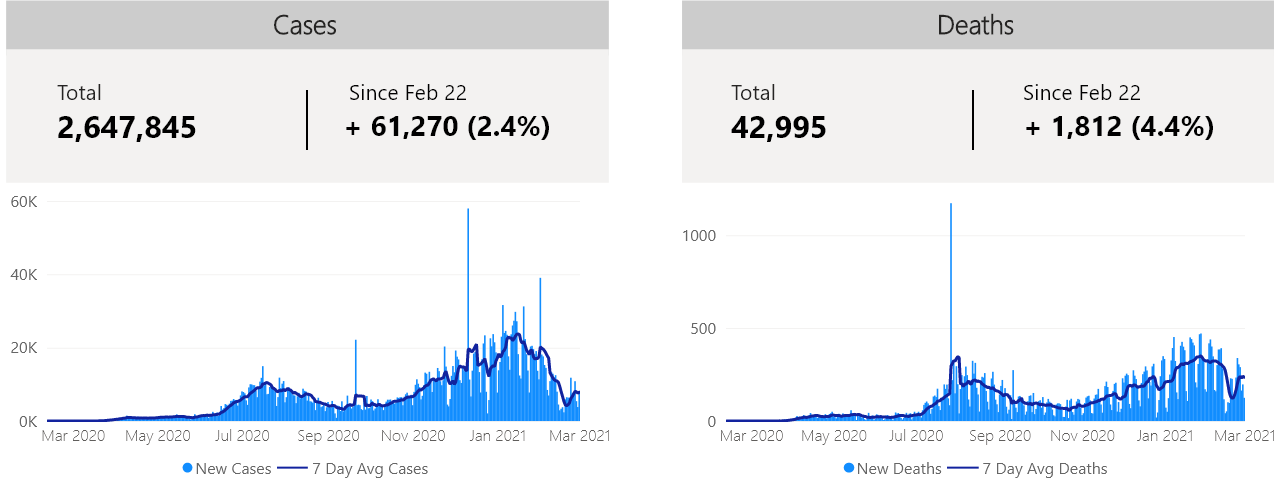 Cases
Total
Since Feb 22
2,647,845
+ 61,270 (2.4%)
60K
40K
20K
0K
Mar 2020 May 2020 Jul 2020 Sep 2020 Nov 2020 Jan 2021 Mar 2021
New Cases 7 Day Avg Cases
Deaths
Total
Since Feb 22
42,995
+ 1,812 (4.4%)
1000
500
0
Mar 2020 May 2020 Jul 2020 Sep 2020 Nov 2020 Jan 2021 Mar 2021
New Deaths 7 Day Avg Deaths